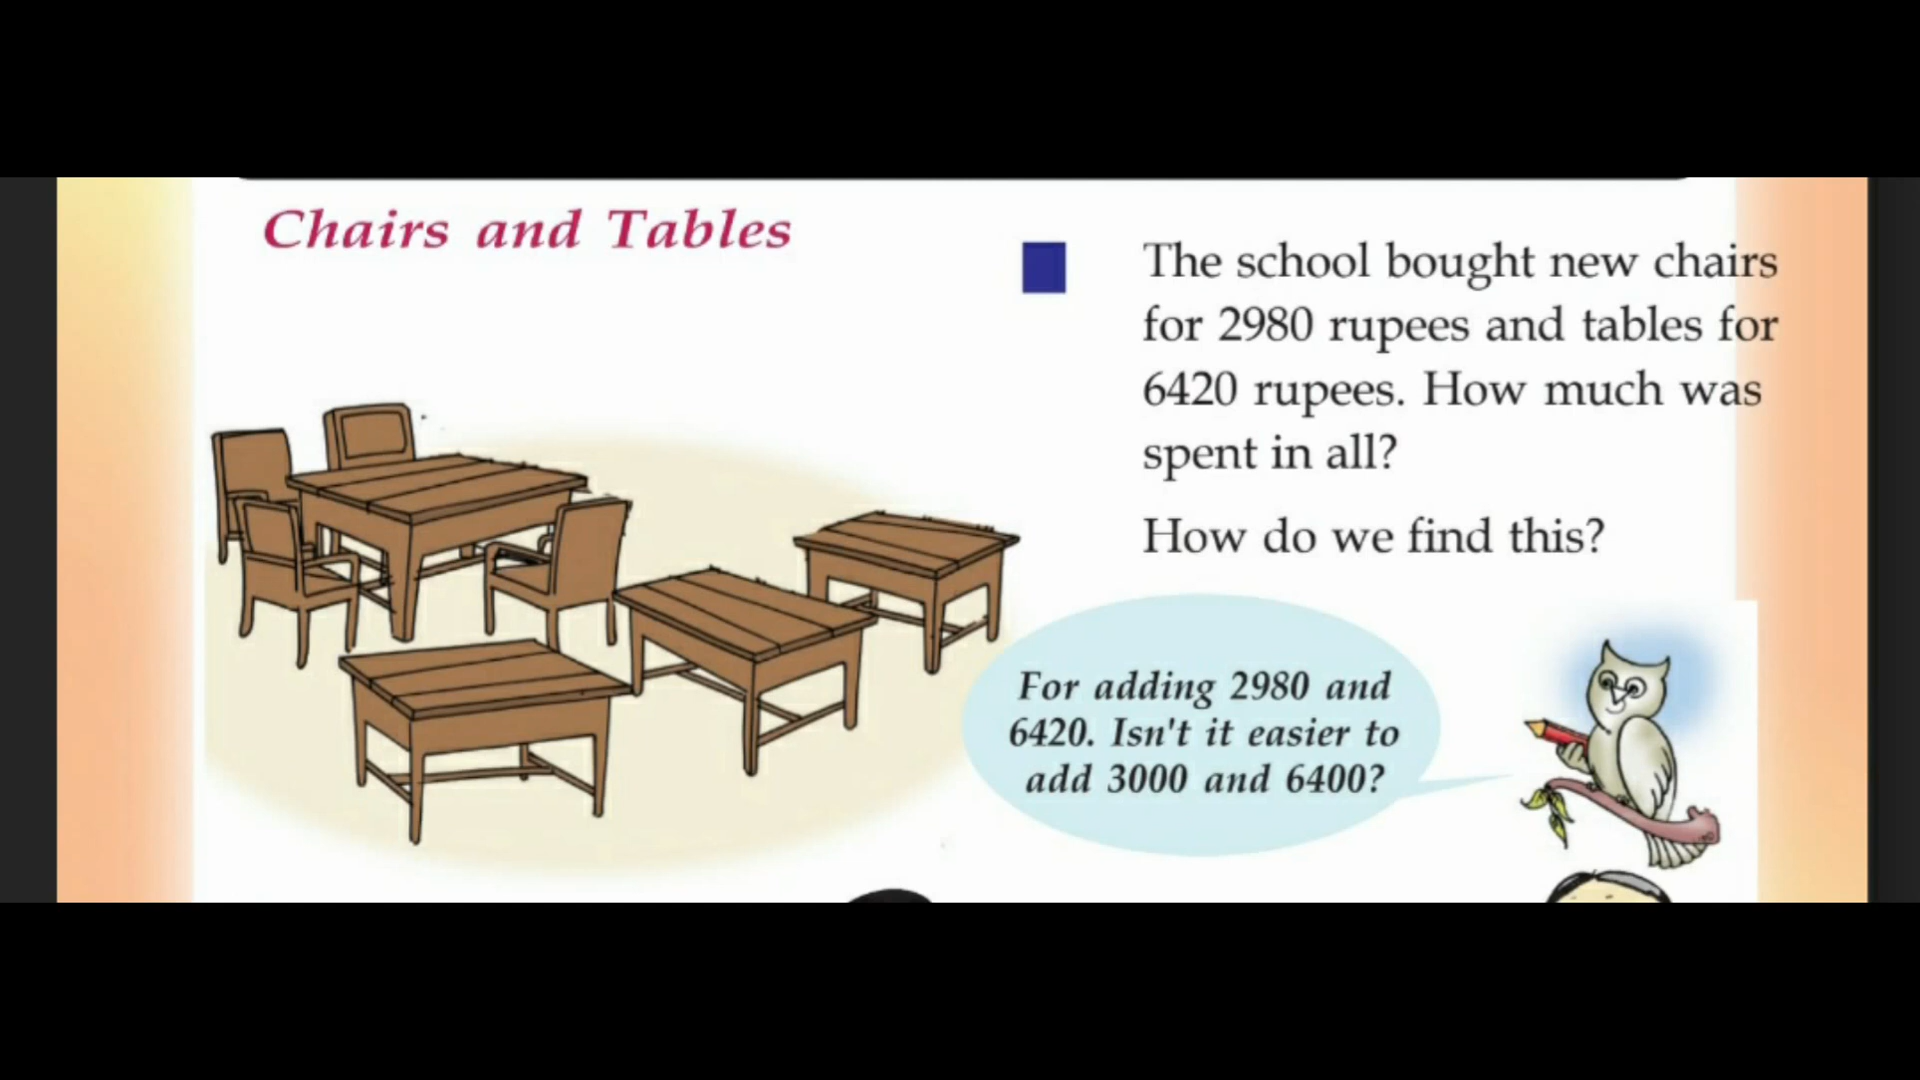 Chairs and Tables
The school bought new chairs
for 2980 rupees and tables for
6420 rupees. How much was
spent in all?
How do we find this?
For adding 2980 and
6420. Isn't it easier to
add 3000 and 6400?